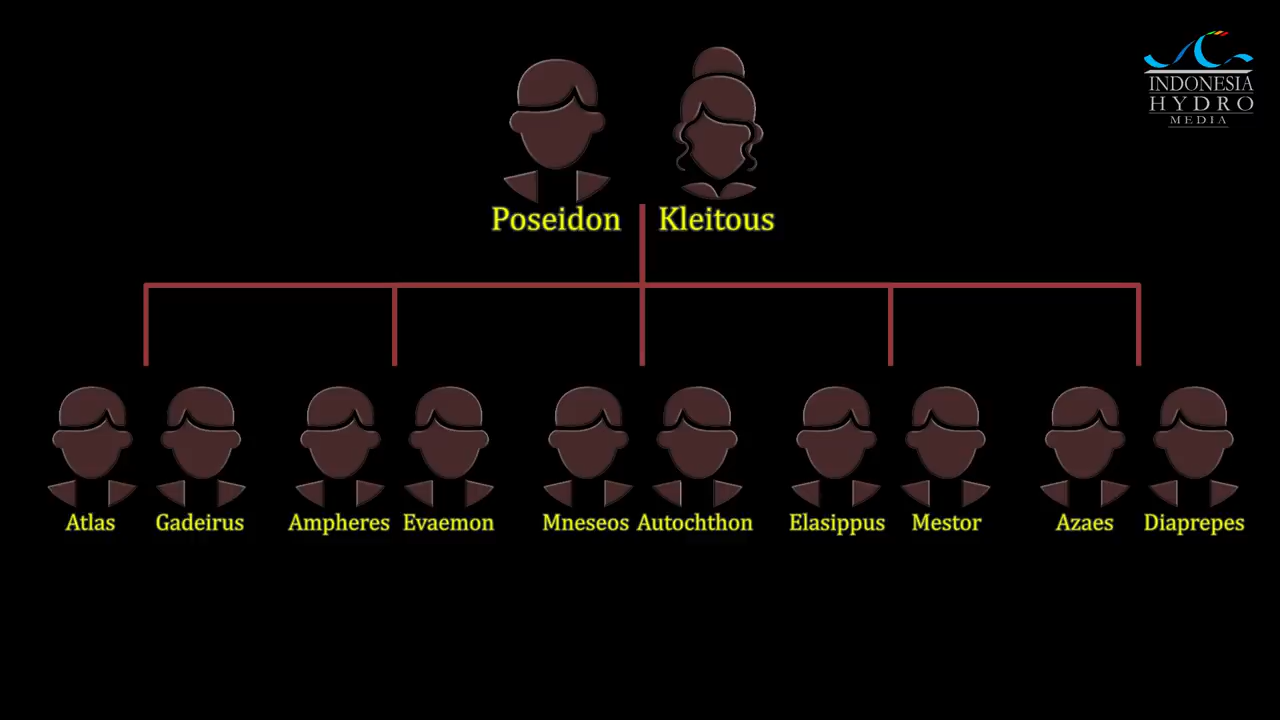 INDONESIA
HYDRO
MEDIA
Poseidon Kleitous
Atlas Gadeirus Ampheres Evaemon Mneseos Autochthon Elasippus Mestor Azaes Diaprepes